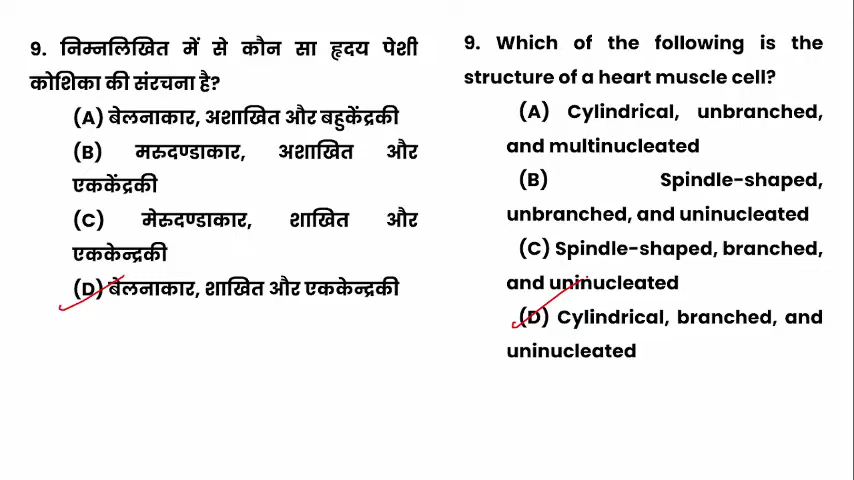 9. निम्नलिखित में से कौन सा हृदय पेशी
कोशिका की संरचना है?
(A) बेलनाकार, अशाखित और बहुकेंद्रकी
(B) मरुदण्डाकार, अशाखित और
एककेंद्रकी
(C) मेरुदण्डाकार, शाखित और
एककेन्द्रकी
(D) बेलनाकार, शाखित और एककेन्द्रकी
9. Which of the following is the
structure of a heart muscle cell?
(A) Cylindrical, unbranched,
and multinucleated
(B) Spindle-shaped,
unbranched, and uninucleated
(C) Spindle-shaped, branched,
and uninucleated
(D) Cylindrical, branched, and
uninucleated